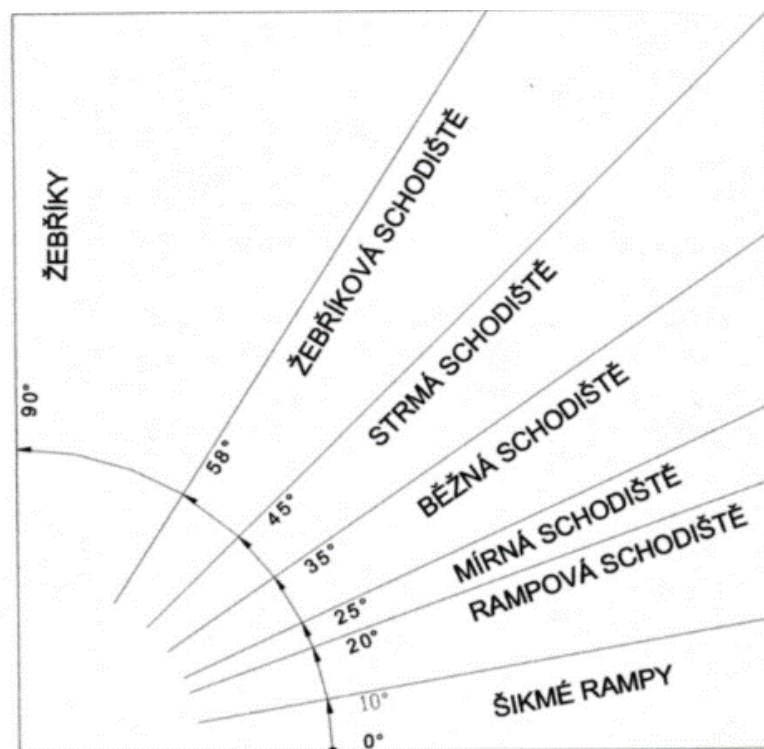 ŽEBŘÍKY
ŽEBŘÍKOVÁ SCHODIŠTĚ
STRMÁ SCHODIŠTĚ
BĚŽNÁ SCHODIŠTĚ
MÍRNÁ SCHODIŠTĚ
RAMPOVÁ SCHODIŠTĚ
ŠIKMÉ RAMPY
90°
58°
45°
35°
25°
20°
10°
0°